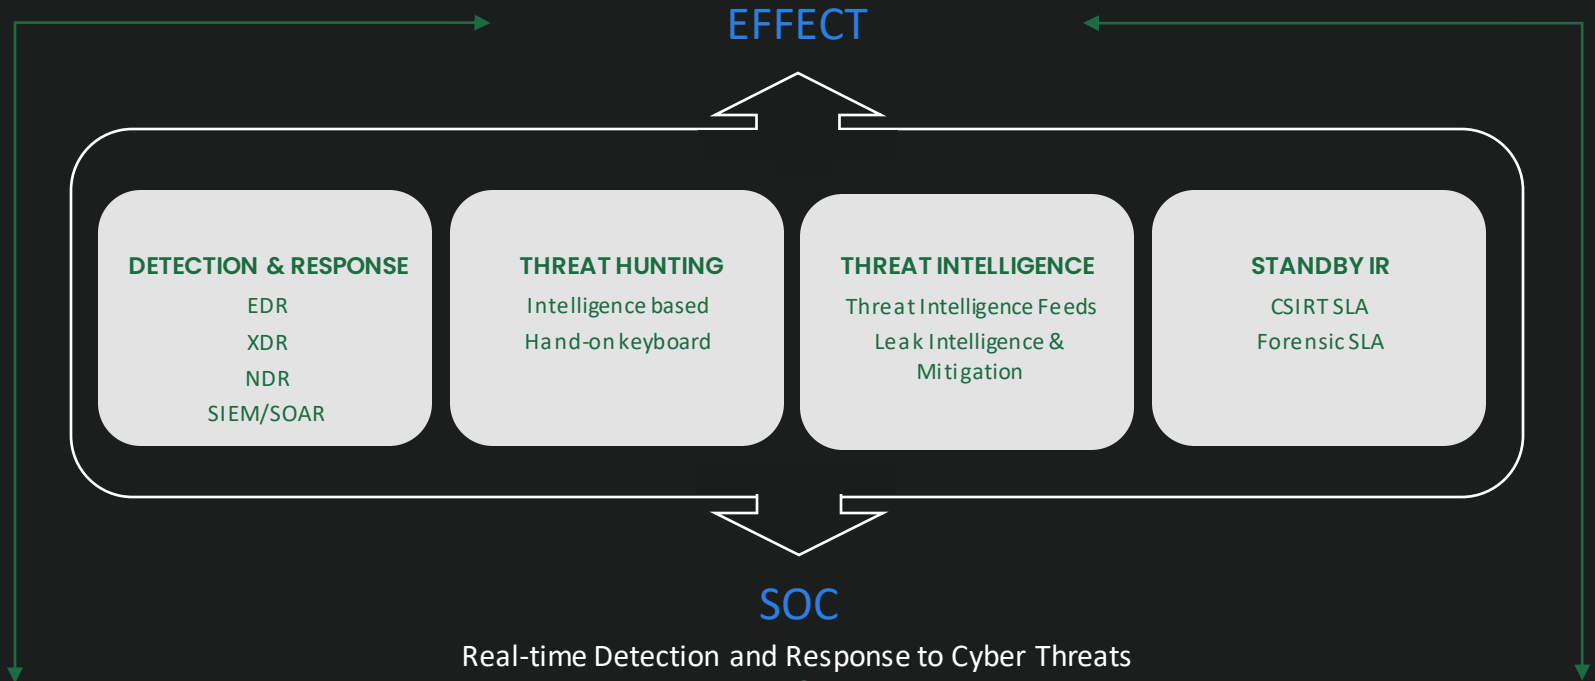 EFFECT
DETECTION & RESPONSE
EDR
XDR
NDR
SIEM/SOAR
THREAT HUNTING
Intelligence based
Hand-on keyboard
THREAT INTELLIGENCE
Threat Intelligence Feeds
Leak Intelligence &
Mitigation
STANDBY IR
CSIRT SLA
Forensic SLA
SOC
Real-time Detection and Response to Cyber Threats